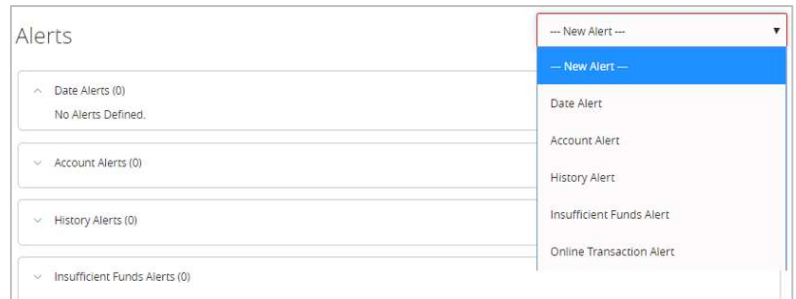 Alerts
--- New Alert ---
--- New Alert ---
Date Alert
Account Alert
History Alert
Insufficient Funds Alert
Online Transaction Alert
Date Alerts (0)
No Alerts Defined.
Account Alerts (0)
History Alerts (0)
Insufficient Funds Alerts (0)